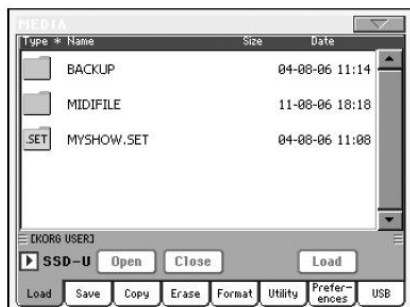 MEDIA
Type * Name Size Date
BACKUP 04-08-06 11:14
MIDIFILE 11-08-06 18:18
.SET MYSHOW.SET 04-08-06 11:08
[KORG USER]
SSD-U Open Close Load
Load Save Copy Erase Format Utility Prefer-
ences USB